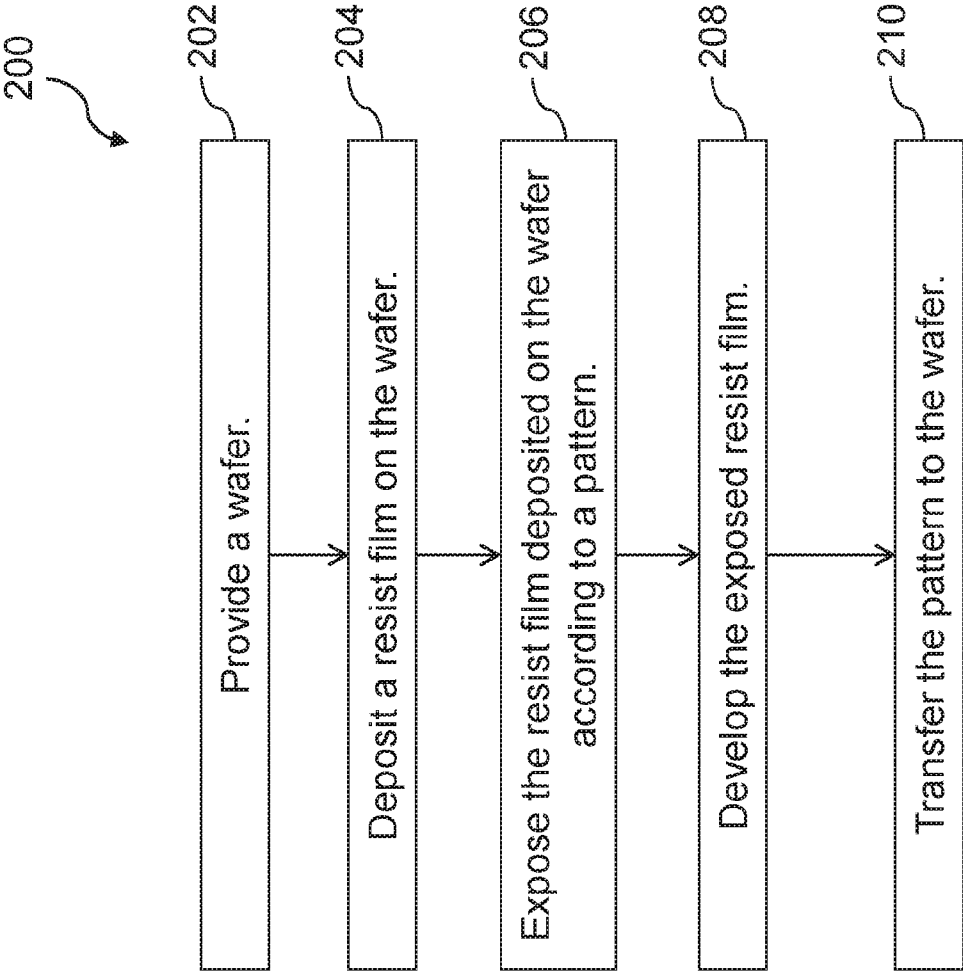 200
202
Provide a wafer.
204
Deposit a resist film on the wafer.
206
Expose the resist film deposited on the wafer
according to a pattern.
208
Develop the exposed resist film.
210
Transfer the pattern to the wafer.